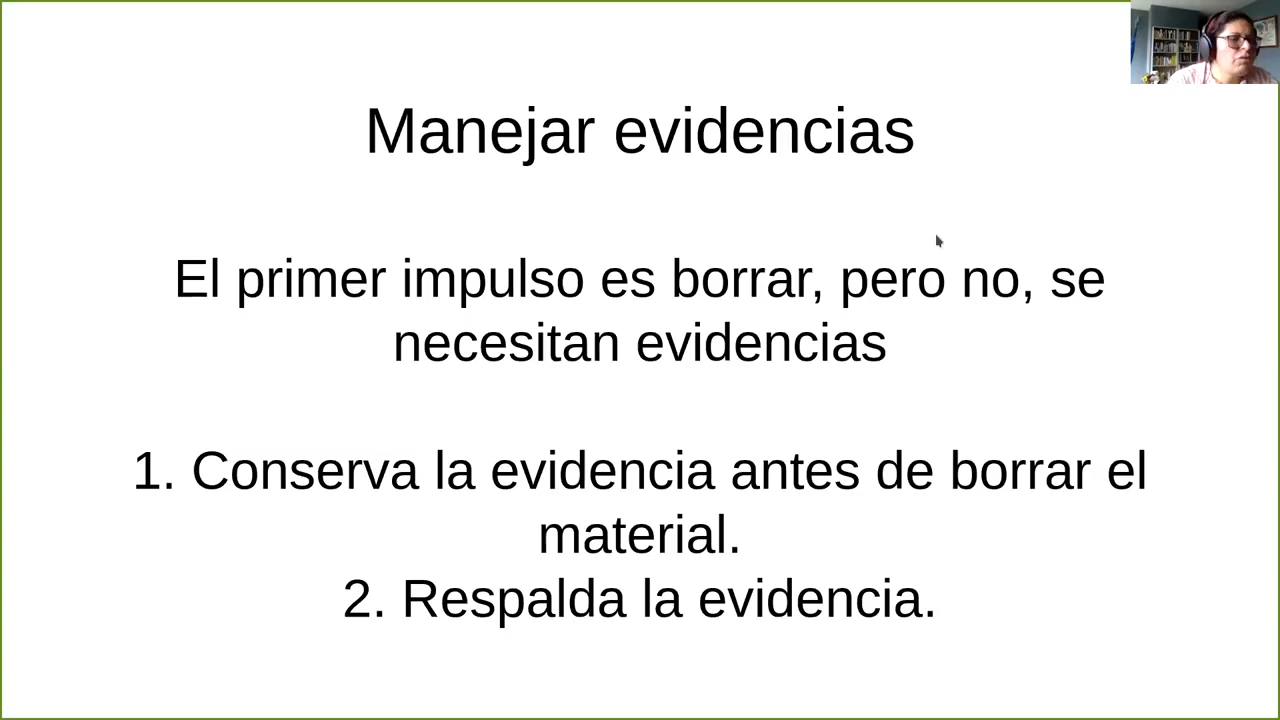 Manejar evidencias
El primer impulso es borrar, pero no, se
necesitan evidencias
1. Conserva la evidencia antes de borrar el
material.
2. Respalda la evidencia.